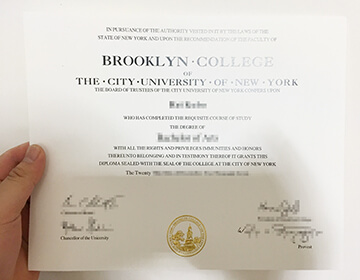 IN PURSUANCE OF THE AUTHORITY VESTED IN IT BY THE LAWS OF THE
STATE OF NEW YORK AND UPON THE RECOMMENDATION OF THE FACULTY OF
BROOKLYN·COLLEGE
OF
THE·CITY·UNIVERSITY·OF·NEW·YORK
THE BOARD OF TRUSTEES OF THE CITY UNIVERSITY OF NEW YORK CONFERS UPON
WHO HAS COMPLETED THE REQUISITE COURSE OF STUDY
THE DEGREE OF
Bachelor of Arts
WITH ALL THE RIGHTS AND PRIVILEGES IMMUNITIES AND HONORS
THEREUNTO BELONGING AND IN TESTIMONY THEREOF IT GRANTS THIS
DIPLOMA SEALED WITH THE SEAL OF THE COLLEGE AT THE CITY OF NEW YORK
The Twenty
Chancellor of the University
Provost